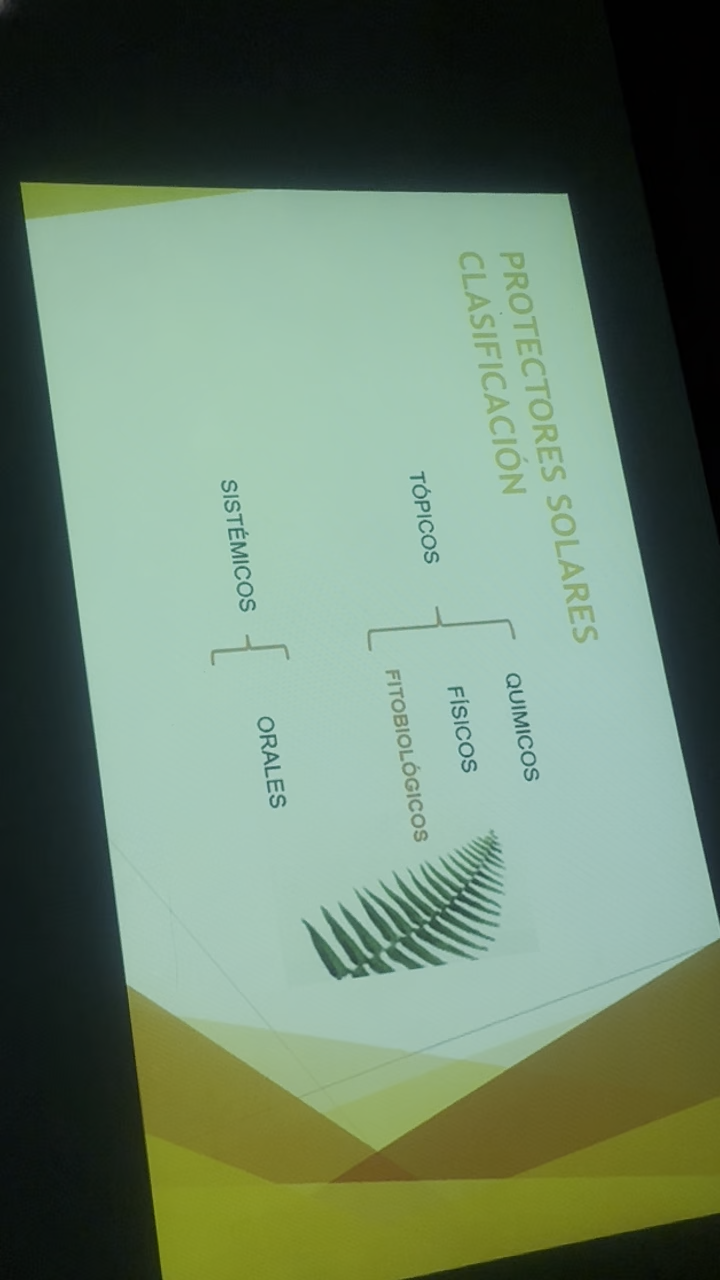 PROTECTORES SOLARES
CLASIFICACIÓN
TÓPICOS
QUIMICOS
FÍSICOS
FITOBIOLÓGICOS
SISTÉMICOS
ORALES